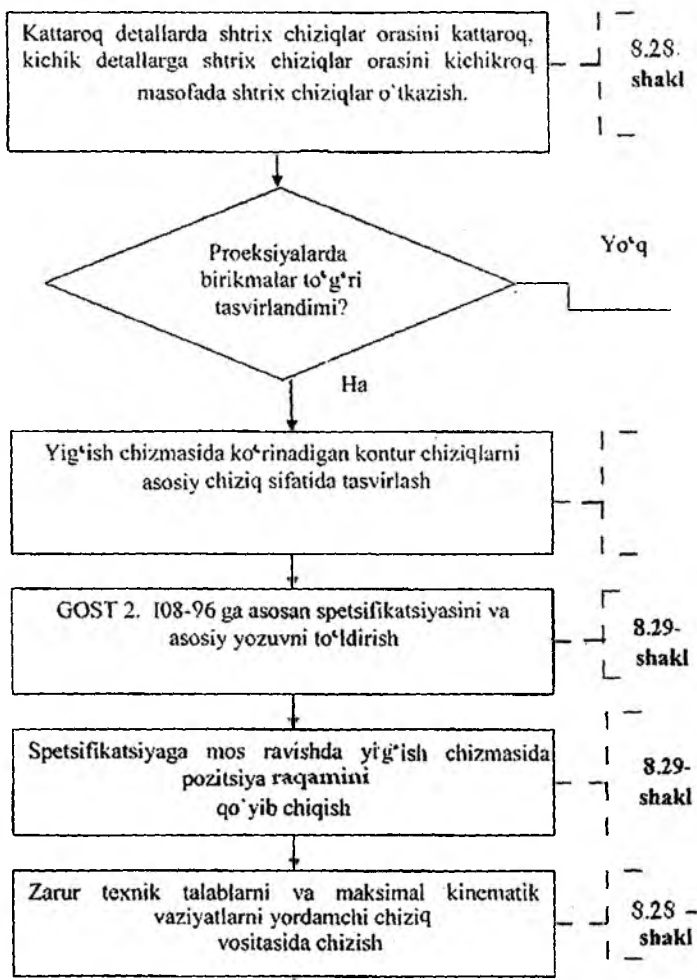 Kattaroq detallarda shtrix chiziqlar orasini kattaroq,
kichik detallarga shtrix chiziqlar orasini kichikroq
masofada shtrix chiziqlar o`tkazish.
8.28-
shakl
Proeksiyalarda
birikmalar to‘g‘ri
tasvirlandimi?
Yo‘q
Ha
Yig‘ish chizmasida ko‘rinadigan kontur chiziqlarni
asosiy chiziq sifatida tasvirlash
GOST 2. 108-96 ga asosan spetsifikatsiyasini va
asosiy yozuvni to‘ldirish
8.29-
shakl
Spetsifikatsiyaga mos ravishda yig‘ish chizmasida
pozitsiya raqamini
qo`yib chiqish
8.29-
shakl
Zarur texnik talablarni va maksimal kinematik
vaziyatlarni yordamchi chiziq
vositasida chizish
8.28 –
shakl